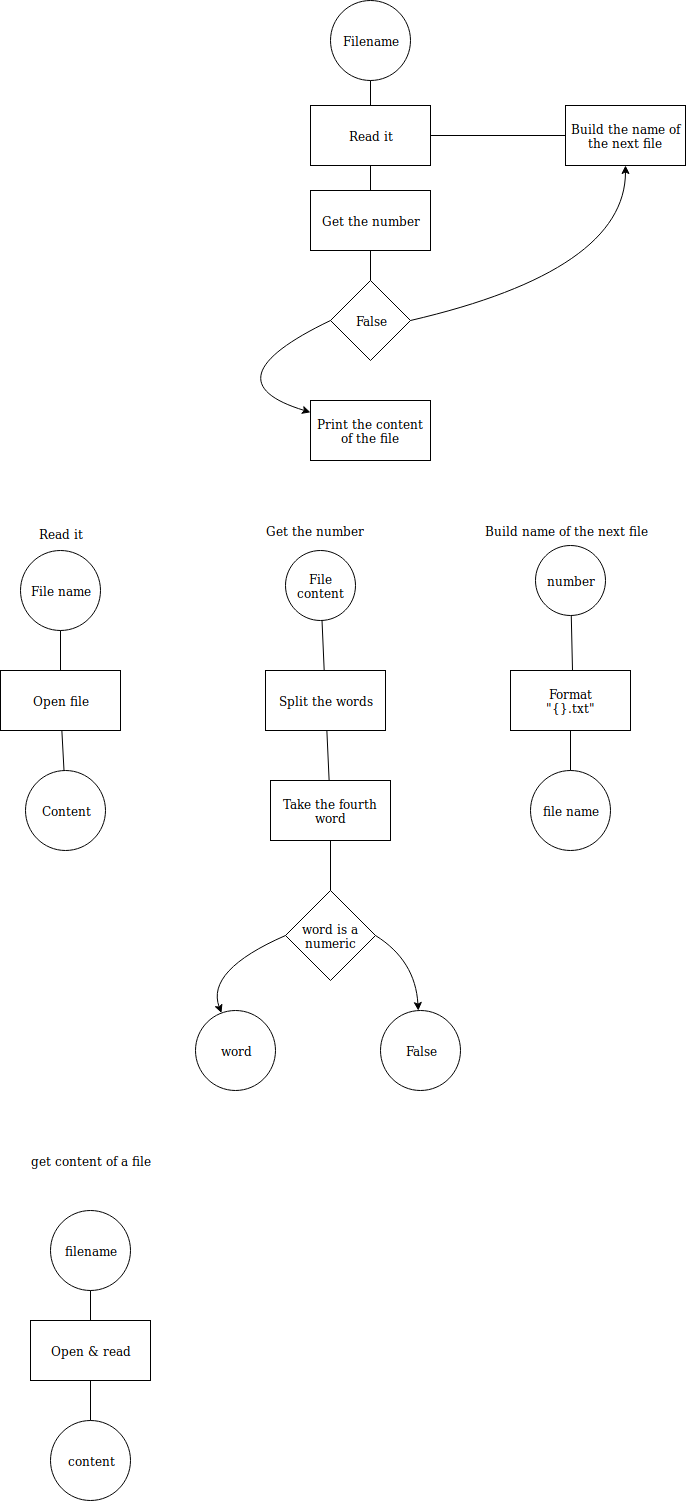 Filename
Read it
Build the name of
the next file
Get the number
False
Print the content
of the file
Read it
Get the number
Build name of the next file
File name
File
content
number
Open file
Split the words
Format
"{}.txt"
Content
Take the fourth
word
file name
word is a
numeric
word
False
get content of a file
filename
Open & read
content